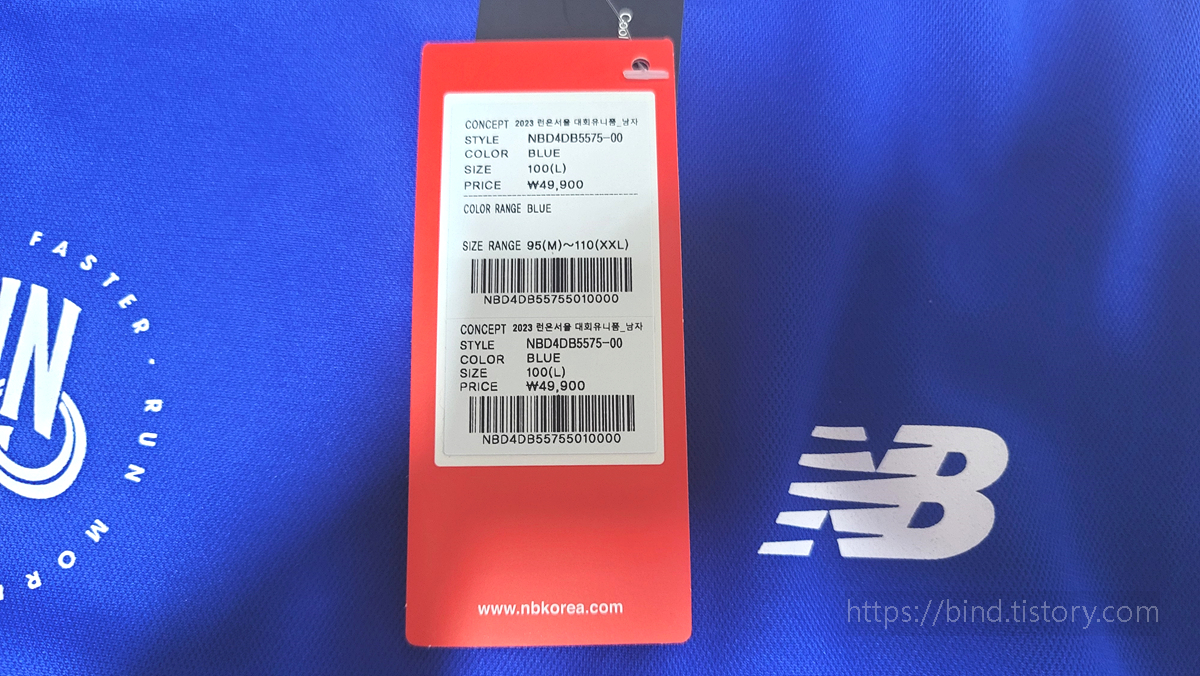 Cool
CONCEPT 2023 런온서울 대회유니폼_남자
STYLE NBD4DB5575-00
COLOR BLUE
SIZE 100(L)
PRICE ₩49,900
COLOR RANGE BLUE
SIZE RANGE 95(M)~110(XXL)
NBD4DB55755010000
CONCEPT 2023 런온서울 대회유니폼_남자
STYLE NBD4DB5575-00
COLOR BLUE
SIZE 100(L)
PRICE ₩49,900
NBD4DB55755010000
www.nbkorea.com
FASTER · RUN MORE
NB
https://bind.tistory.com